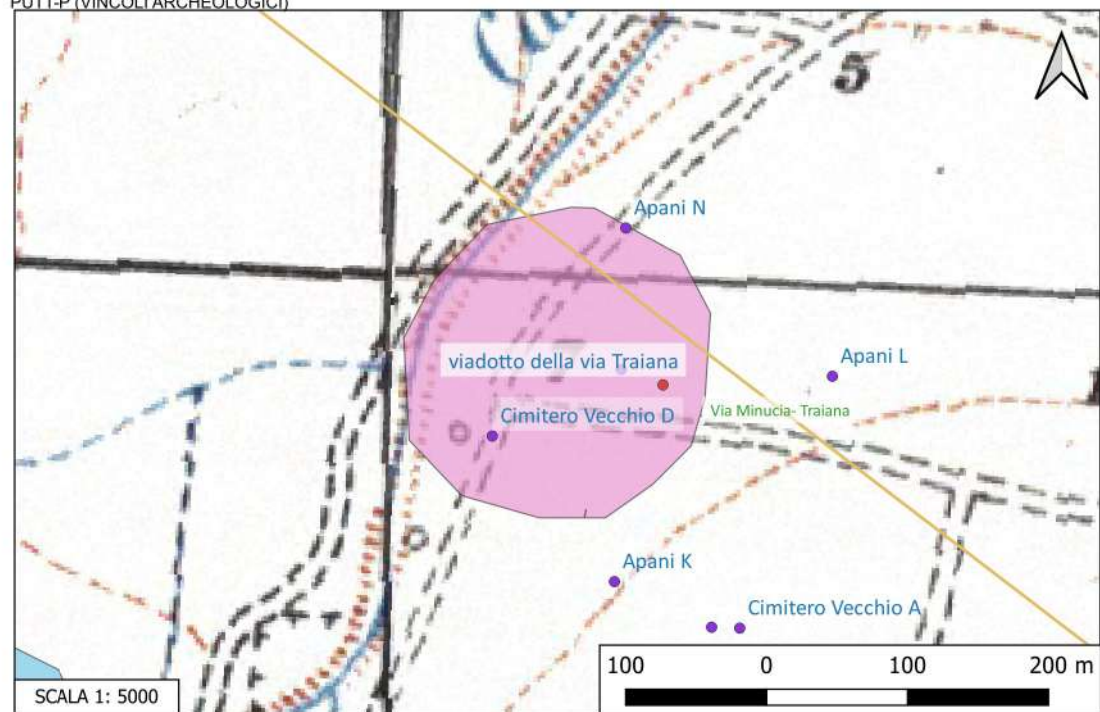 PUTT-P (VINCOLI ARCHEOLOGICI)
5
Apani N
viadotto della via Traiana
Apani L
Cimitero Vecchio D
Via Minucia- Traiana
Apani K
Cimitero Vecchio A
100 0 100 200 m
SCALA 1: 5000